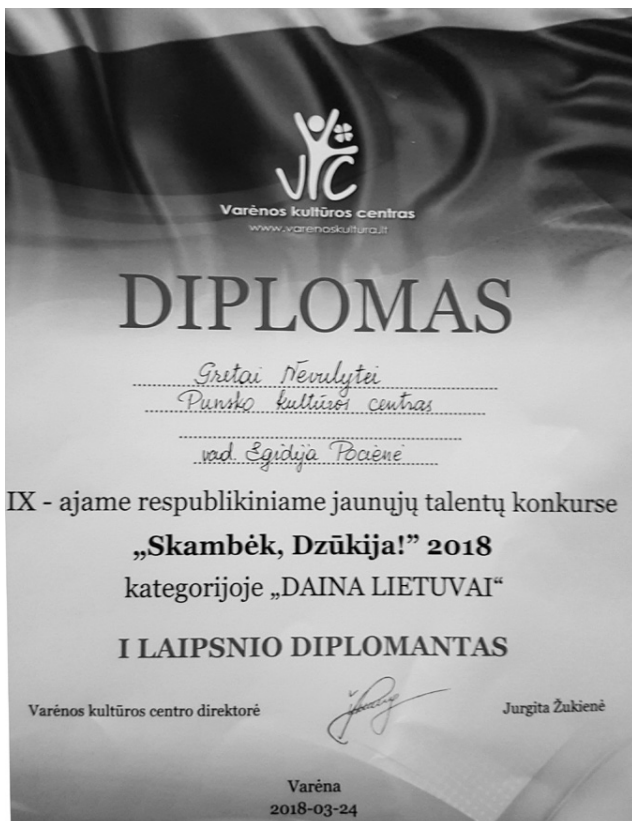 VKC
Varėnos kultūros centras
www.varenoskultura.lt
DIPLOMAS
Gretai Nevulytei
Punsko kultūros centras
vad. Egidija Pocienė
IX - ajame respublikiniame jaunųjų talentų konkurse
„Skambėk, Dzūkija!” 2018
kategorijoje „DAINA LIETUVAI“
I LAIPSNIO DIPLOMANTAS
Varėnos kultūros centro direktorė Jurgita Žukienė
Varėna
2018-03-24